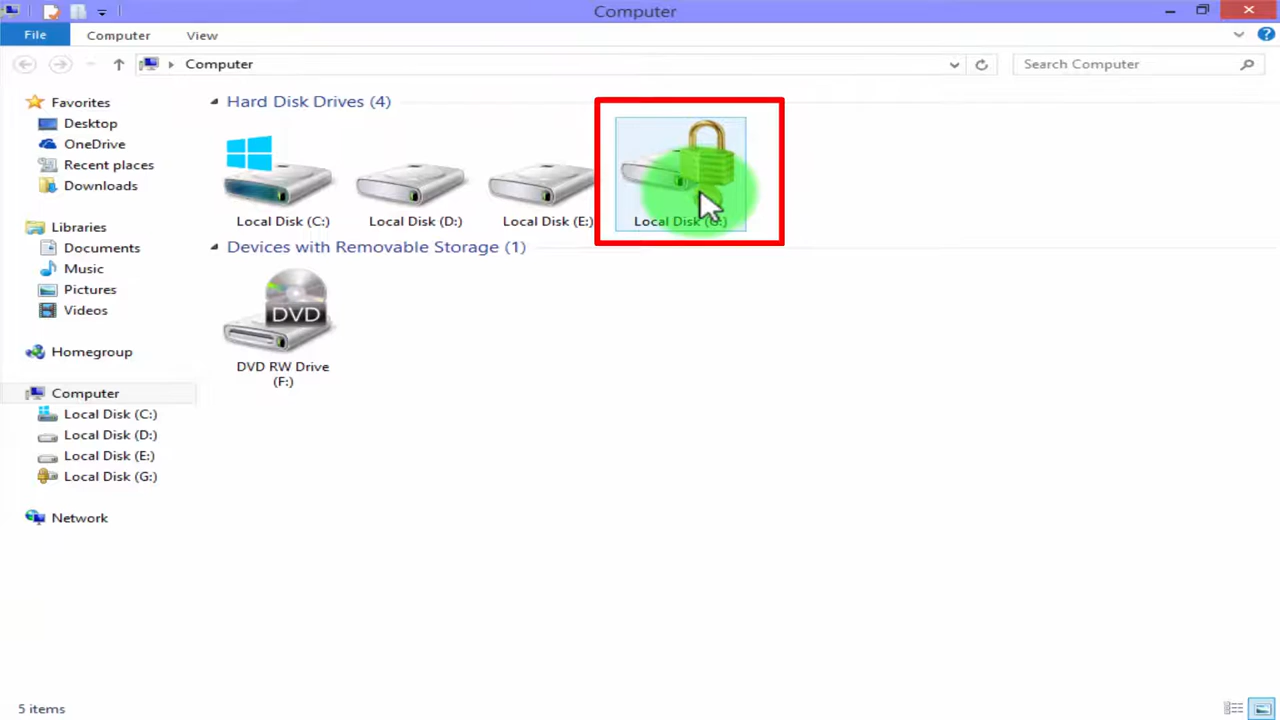 Computer
File
Computer
View
Computer
Search Computer
Favorites
Desktop
OneDrive
Recent places
Downloads
Libraries
Documents
Music
Pictures
Videos
Homegroup
Computer
Local Disk (C:)
Local Disk (D:)
Local Disk (E:)
Local Disk (G:)
Network
Hard Disk Drives (4)
Local Disk (C:)
Local Disk (D:)
Local Disk (E:)
Local Disk (G:)
Devices with Removable Storage (1)
DVD
DVD RW Drive
(F:)
5 items